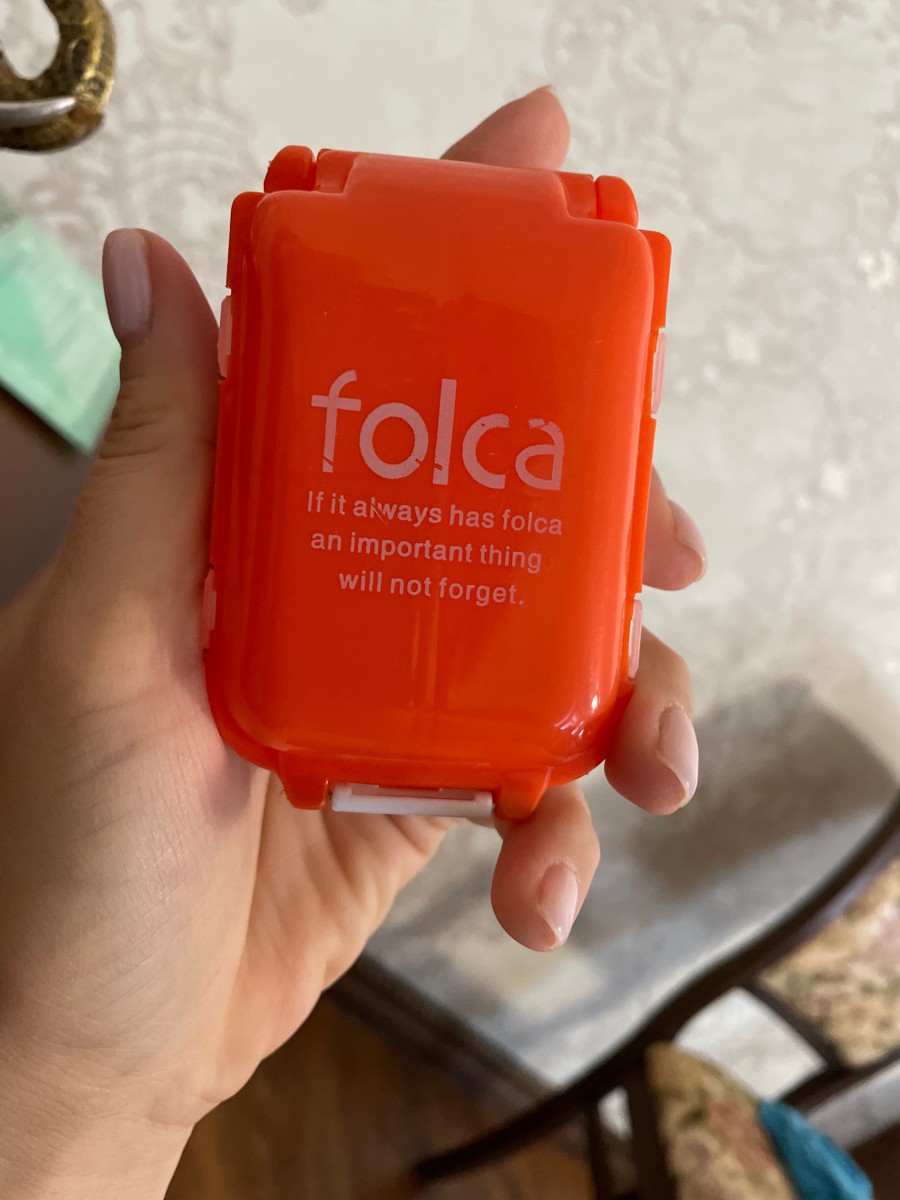 folca
If it always has folca
an important thing
will not forget.